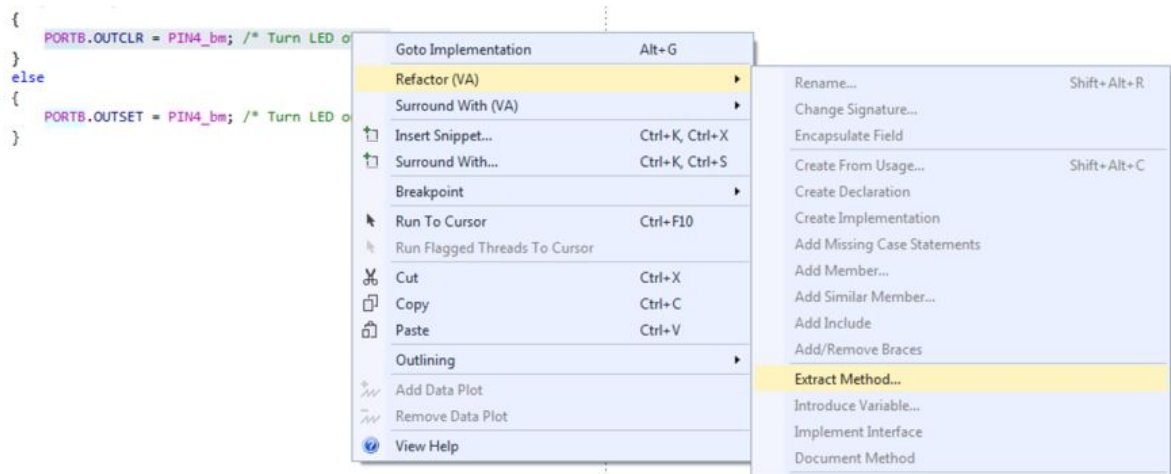 {
PORTB.OUTCLR = PIN4_bm; /* Turn LED o
}
else
{
PORTB.OUTSET = PIN4_bm; /* Turn LED o
}
Goto Implementation Alt+G
Refactor (VA)
Surround With (VA)
Insert Snippet... Ctrl+K, Ctrl+X
Surround With... Ctrl+K, Ctrl+S
Breakpoint
Run To Cursor Ctrl+F10
Run Flagged Threads To Cursor
Cut Ctrl+X
Copy Ctrl+C
Paste Ctrl+V
Outlining
Add Data Plot
Remove Data Plot
View Help
Rename... Shift+Alt+R
Change Signature...
Encapsulate Field
Create From Usage... Shift+Alt+C
Create Declaration
Create Implementation
Add Missing Case Statements
Add Member...
Add Similar Member...
Add Include
Add/Remove Braces
Extract Method...
Introduce Variable...
Implement Interface
Document Method